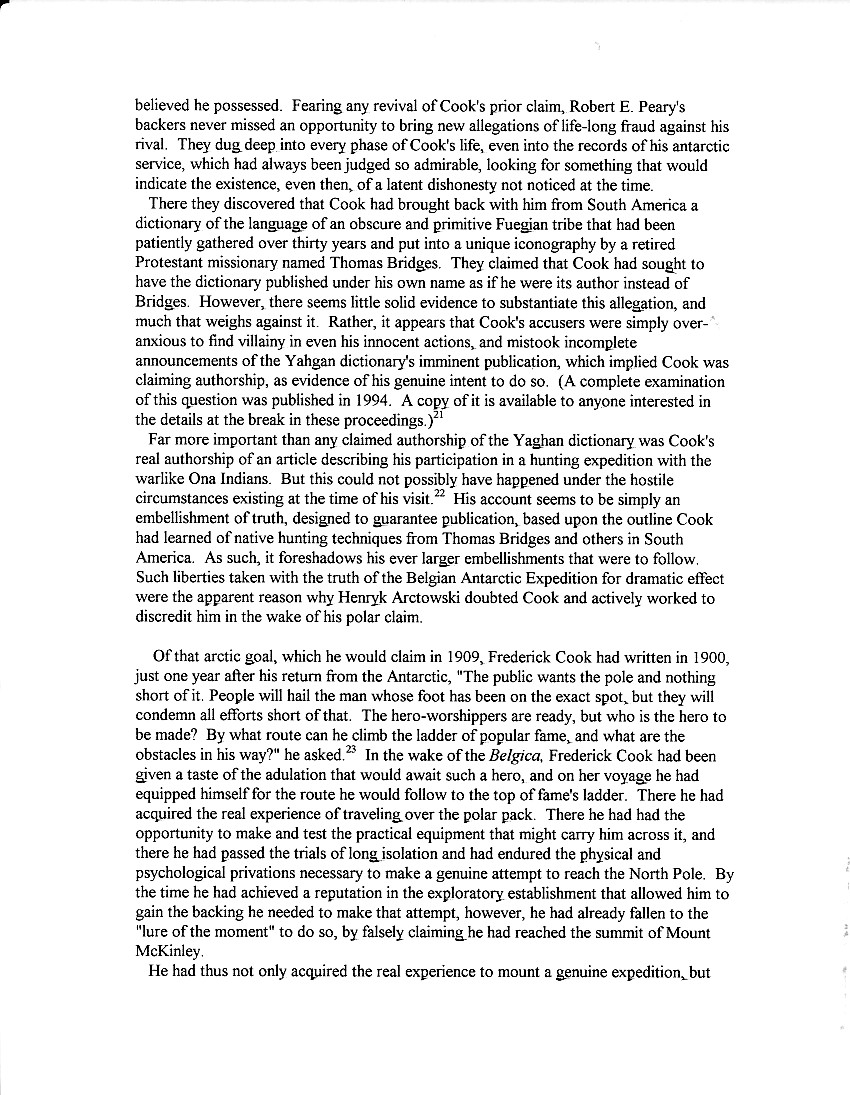 believed he possessed.  Fearing any revival of Cook's prior claim, Robert E. Peary's
backers never missed an opportunity to bring new allegations of life-long fraud against his
rival.  They dug deep into every phase of Cook's life, even into the records of his antarctic
service, which had always been judged so admirable, looking for something that would
indicate the existence, even then, of a latent dishonesty not noticed at the time.
There they discovered that Cook had brought back with him from South America a
dictionary of the language of an obscure and primitive Fuegian tribe that had been
patiently gathered over thirty years and put into a unique iconography by a retired
Protestant missionary named Thomas Bridges.  They claimed that Cook had sought to
have the dictionary published under his own name as if he were its author instead of
Bridges.  However, there seems little solid evidence to substantiate this allegation, and
much that weighs against it.  Rather, it appears that Cook's accusers were simply over-
anxious to find villainy in even his innocent actions, and mistook incomplete
announcements of the Yahgan dictionary's imminent publication, which implied Cook was
claiming authorship, as evidence of his genuine intent to do so.  (A complete examination
of this question was published in 1994.  A copy of it is available to anyone interested in
the details at the break in these proceedings.)21
Far more important than any claimed authorship of the Yaghan dictionary was Cook's
real authorship of an article describing his participation in a hunting expedition with the
warlike Ona Indians.  But this could not possibly have happened under the hostile
circumstances existing at the time of his visit.22  His account seems to be simply an
embellishment of truth, designed to guarantee publication, based upon the outline Cook
had learned of native hunting techniques from Thomas Bridges and others in South
America.  As such, it foreshadows his ever larger embellishments that were to follow.
Such liberties taken with the truth of the Belgian Antarctic Expedition for dramatic effect
were the apparent reason why Henryk Arctowski doubted Cook and actively worked to
discredit him in the wake of his polar claim.
Of that arctic goal, which he would claim in 1909, Frederick Cook had written in 1900,
just one year after his return from the Antarctic, "The public wants the pole and nothing
short of it. People will hail the man whose foot has been on the exact spot, but they will
condemn all efforts short of that.  The hero-worshippers are ready, but who is the hero to
be made?  By what route can he climb the ladder of popular fame, and what are the
obstacles in his way?" he asked.23  In the wake of the Belgica, Frederick Cook had been
given a taste of the adulation that would await such a hero, and on her voyage he had
equipped himself for the route he would follow to the top of fame's ladder.  There he had
acquired the real experience of traveling over the polar pack.  There he had had the
opportunity to make and test the practical equipment that might carry him across it, and
there he had passed the trials of long isolation and had endured the physical and
psychological privations necessary to make a genuine attempt to reach the North Pole.  By
the time he had achieved a reputation in the exploratory establishment that allowed him to
gain the backing he needed to make that attempt, however, he had already fallen to the
"lure of the moment" to do so, by falsely claiming he had reached the summit of Mount
McKinley.
He had thus not only acquired the real experience to mount a genuine expedition, but